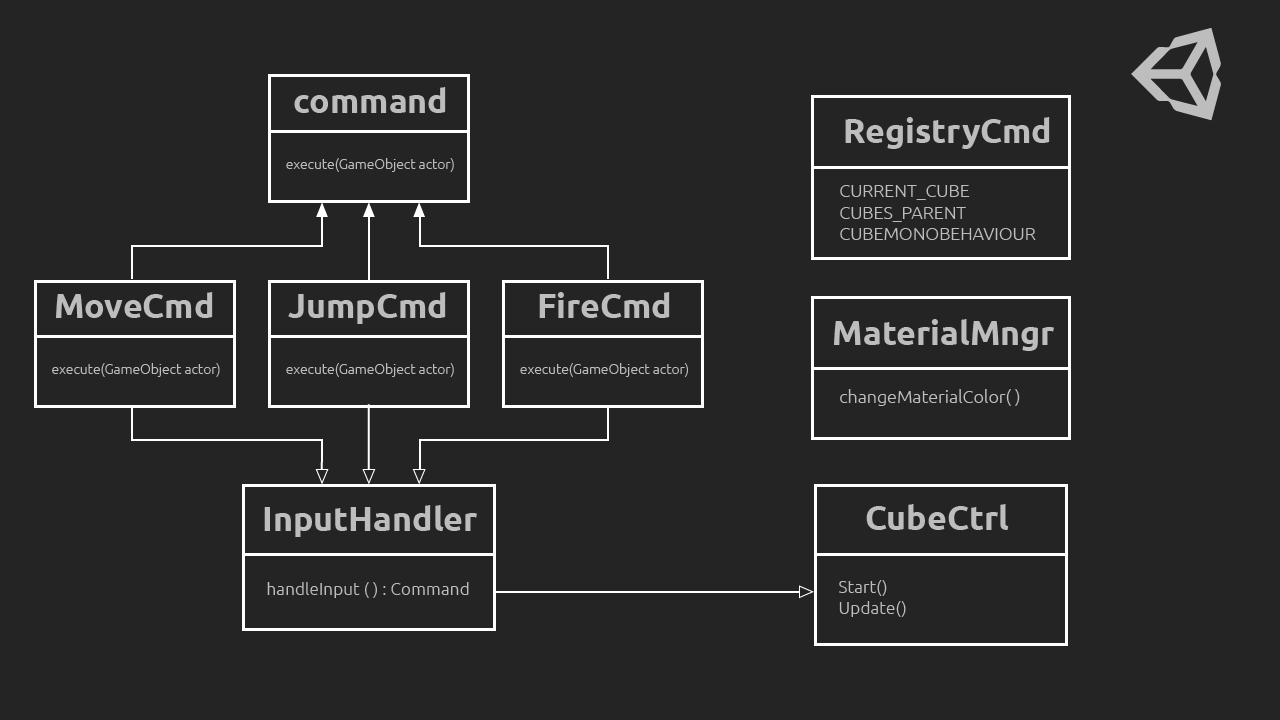 command
execute(GameObject actor)
MoveCmd
execute(GameObject actor)
JumpCmd
execute(GameObject actor)
FireCmd
execute(GameObject actor)
InputHandler
handleInput ( ) : Command
RegistryCmd
CURRENT_CUBE
CUBES_PARENT
CUBEMONOBEHAVIOUR
MaterialMngr
changeMaterialColor( )
CubeCtrl
Start()
Update()